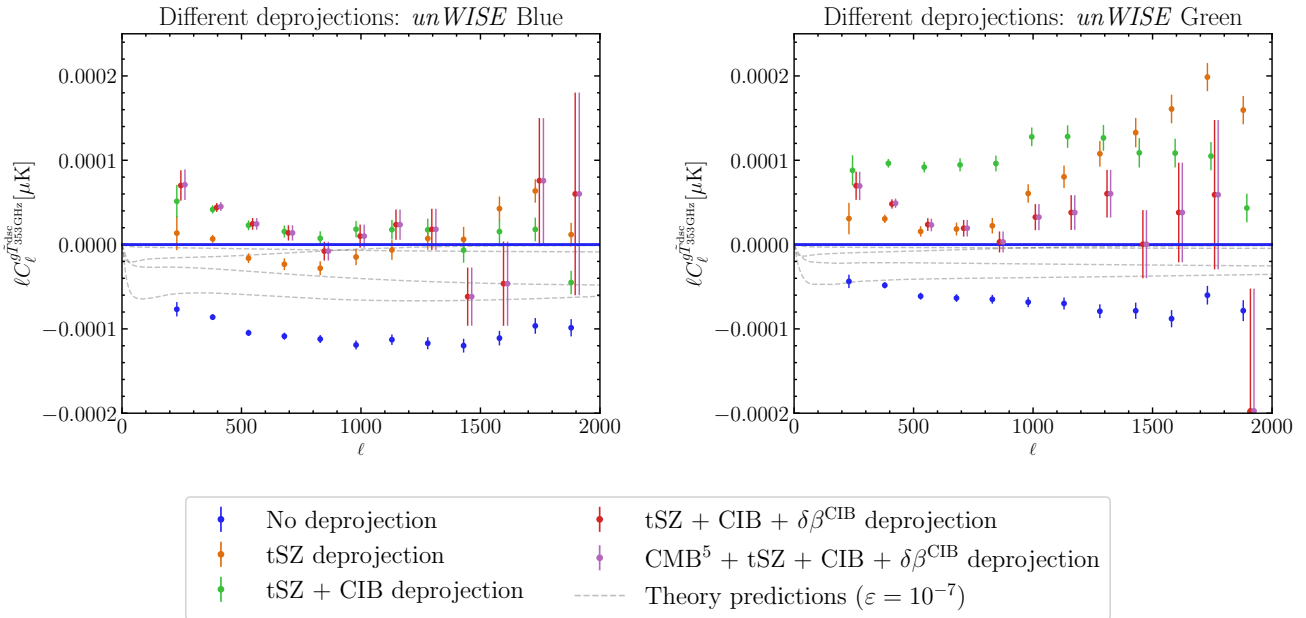 Different deprojections: unWISE Blue
Different deprojections: unWISE Green
0.0002
0.0001
0.0000
−0.0001
−0.0002
ℓC_ℓ^{gT̃^{dsc}_{353 GHz}} [μK]
0 500 1000 1500 2000
ℓ
0.0002
0.0001
0.0000
−0.0001
−0.0002
ℓC_ℓ^{gT̃^{dsc}_{353 GHz}} [μK]
0 500 1000 1500 2000
ℓ
No deprojection
tSZ deprojection
tSZ + CIB deprojection
tSZ + CIB + δβ^{CIB} deprojection
CMB⁵ + tSZ + CIB + δβ^{CIB} deprojection
Theory predictions (ε = 10⁻⁷)